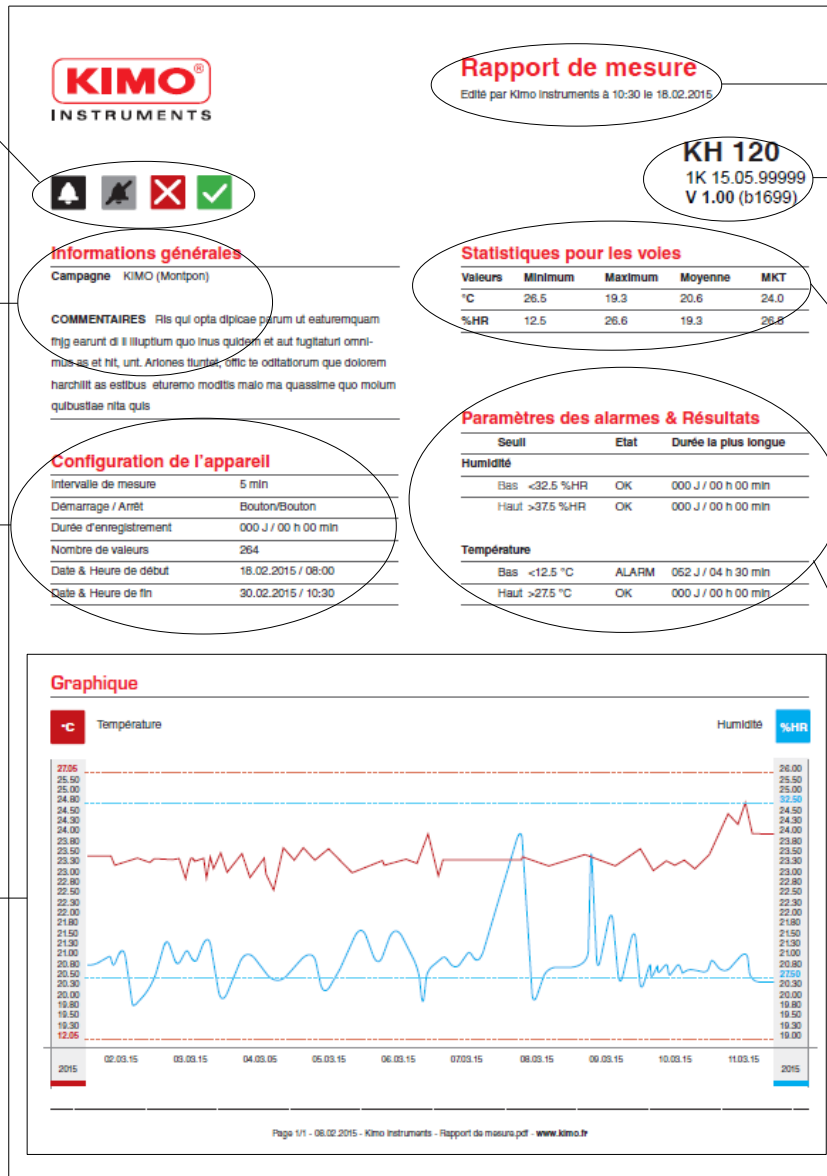 KIMO®
INSTRUMENTS
Rapport de mesure
Edité par Kimo Instruments à 10:30 le 18.02.2015
KH 120
1K 15.05.99999
V 1.00 (b1699)
Informations générales
Campagne KIMO (Montpon)
COMMENTAIRES Riis qui opta dipicae parum ut eaturemquam
fhjg earunt di il illuptium quo inus quidem et aut fugitaturi omni-
mus as et hit, unt. Ariones tiuntet, offic te oditatiorum que dolorem
harchilit as estibus eturemo moditis maio ma quassime quo molum
quibustiae nita quis
Statistiques pour les voies
Valeurs Minimum Maximum Moyenne MKT
°C 26.5 19.3 20.6 24.0
%HR 12.5 26.6 19.3 26.8
Configuration de l'appareil
Intervalle de mesure 5 min
Démarrage / Arrêt Bouton/Bouton
Durée d'enregistrement 000 J / 00 h 00 min
Nombre de valeurs 264
Date & Heure de début 18.02.2015 / 08:00
Date & Heure de fin 30.02.2015 / 10:30
Paramètres des alarmes & Résultats
Seuil Etat Durée la plus longue
Humidité
Bas <32.5 %HR OK 000 J / 00 h 00 min
Haut >37.5 %HR OK 000 J / 00 h 00 min
Température
Bas <12.5 °C ALARM 052 J / 04 h 30 min
Haut >27.5 °C OK 000 J / 00 h 00 min
Graphique
°C Température Humidité %HR
27.05 26.00
25.50 25.50
25.00 25.00
24.80 32.50
24.50 24.50
24.30 24.30
24.00 24.00
23.80 23.80
23.50 23.50
23.30 23.30
23.00 23.00
22.80 22.80
22.50 22.50
22.30 22.30
22.00 22.00
21.80 21.80
21.50 21.50
21.30 21.30
21.00 21.00
20.80 20.80
20.50 27.50
20.30 20.30
20.00 20.00
19.80 19.80
19.50 19.50
19.30 19.30
12.05 19.00
2015 02.03.15 03.03.15 04.03.05 05.03.15 06.03.15 07.03.15 08.03.15 09.03.15 10.03.15 11.03.15 2015
Page 1/1 - 08.02.2015 - Kimo Instruments - Rapport de mesure.pdf - www.kimo.fr